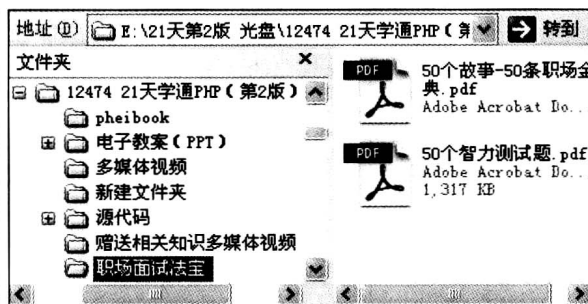 地址(D) E:\21天第2版 光盘\12474 21天学通PHP(第 转到
文件夹
12474 21天学通PHP(第2版)
pheibook
电子教案(PPT)
多媒体视频
新建文件夹
源代码
赠送相关知识多媒体视频
职场面试法宝
PDF
50个故事-50条职场金
典.pdf
Adobe Acrobat Do..
PDF
50个智力测试题.pdf
Adobe Acrobat Do..
1,317 KB